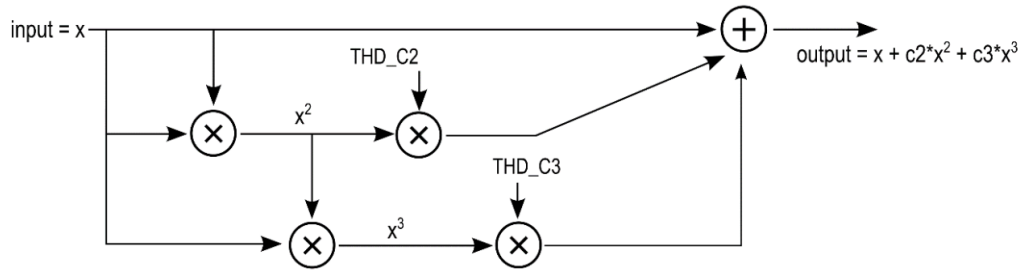 input = x
THD_C2
output = x + c2*x² + c3*x³
x²
THD_C3
x³